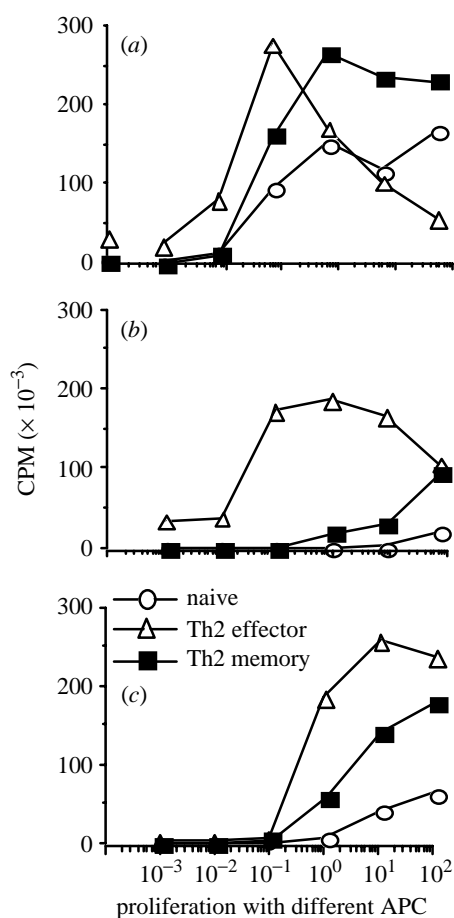 300
(a)
200
100
0
300
(b)
200
100
0
CPM (× 10⁻³)
naive
Th2 effector
Th2 memory
300
200
(c)
100
0
10⁻³ 10⁻² 10⁻¹ 10⁰ 10¹ 10²
proliferation with different APC